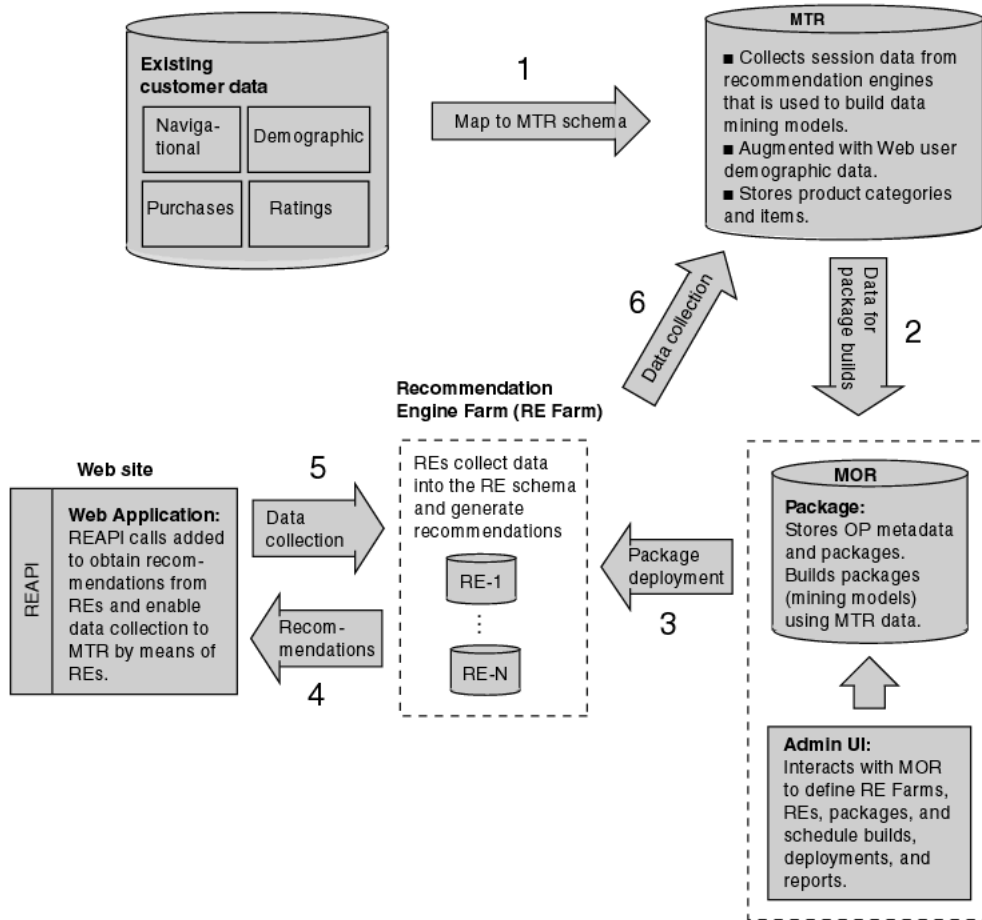 Existing
customer data
Naviga-
tional
Demographic
Purchases
Ratings
1
Map to MTR schema
MTR
■ Collects session data from
recommendation engines
that is used to build data
mining models.
■ Augmented with Web user
demographic data.
■ Stores product categories
and items.
6
Data collection
Data for
package builds
2
Recommendation
Engine Farm (RE Farm)
REs collect data
into the RE schema
and generate
recommendations
RE-1
RE-N
Web site
REAPI
Web Application:
REAPI calls added
to obtain recom-
mendations from
REs and enable
data collection to
MTR by means of
REs.
5
Data
collection
Recom-
mendations
4
Package
deployment
3
MOR
Package:
Stores OP metadata
and packages.
Builds packages
(mining models)
using MTR data.
Admin UI:
Interacts with MOR
to define RE Farms,
REs, packages, and
schedule builds,
deployments, and
reports.